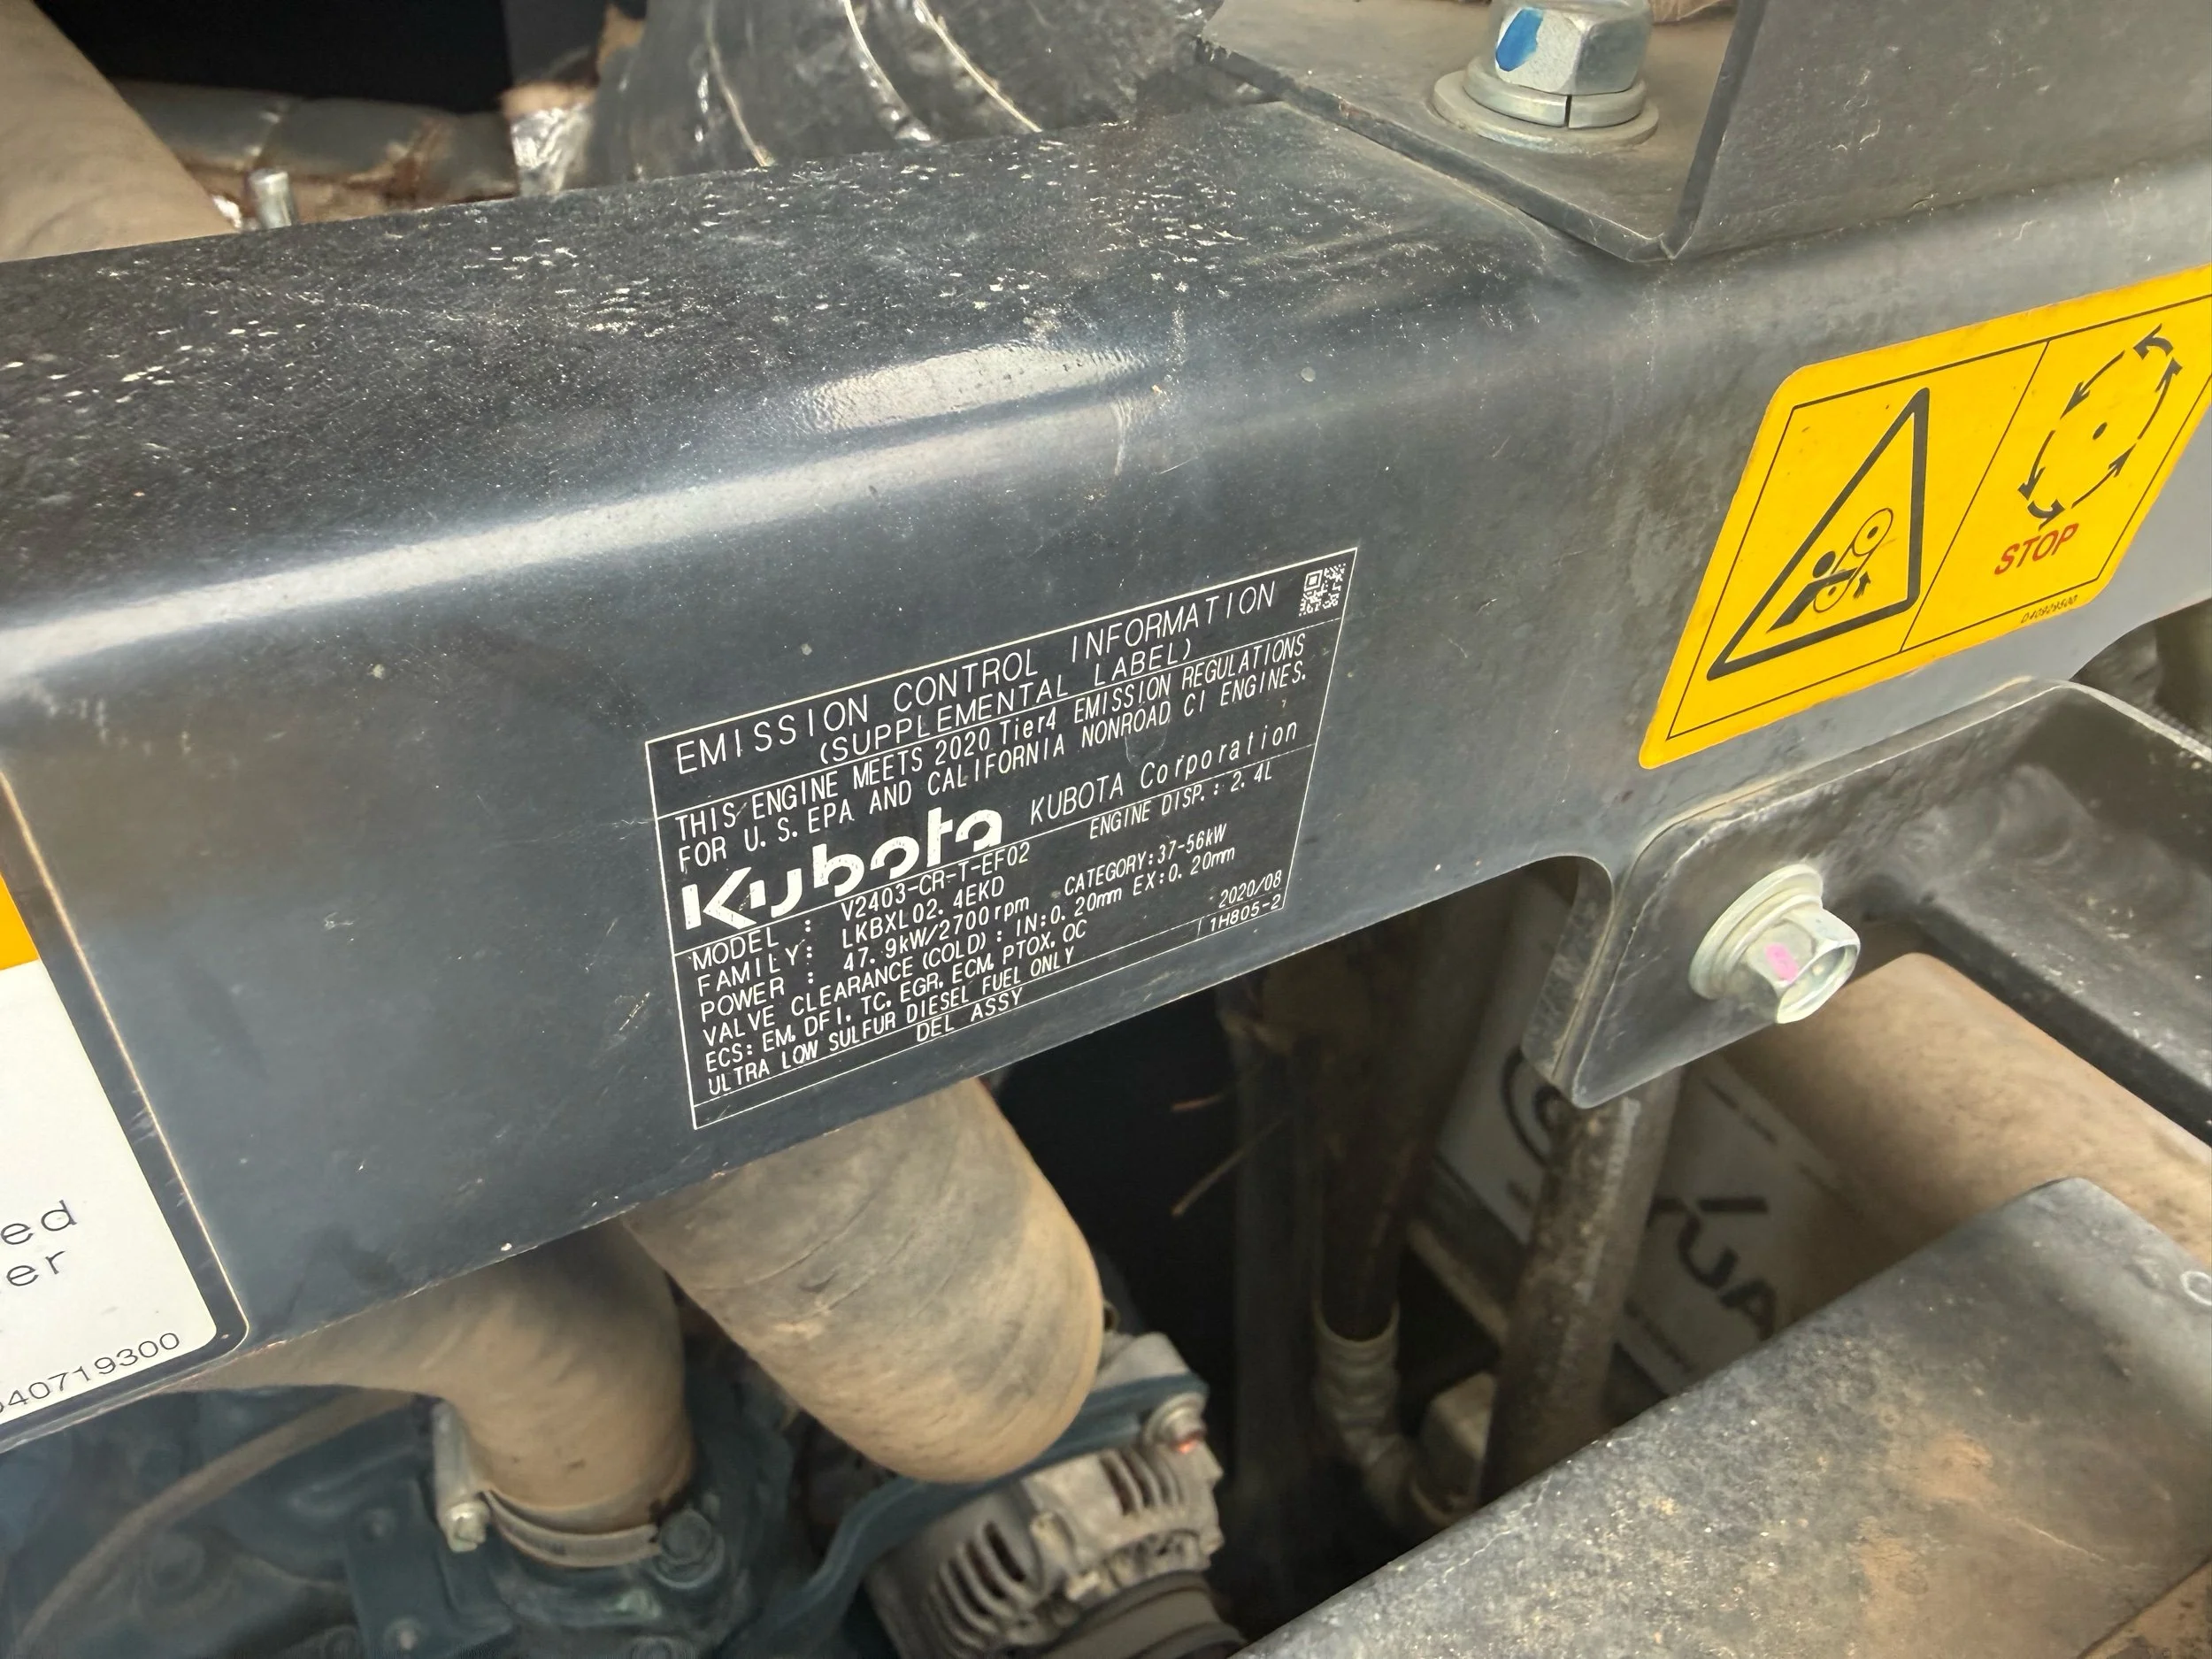 EMISSION CONTROL INFORMATION
(SUPPLEMENTAL LABEL)
THIS ENGINE MEETS 2020 Tier4 EMISSION REGULATIONS
FOR U.S. EPA AND CALIFORNIA NONROAD CI ENGINES.
Kubota KUBOTA Corporation
MODEL : V2403-CR-T-EF02 ENGINE DISP.: 2.4L
FAMILY: LKBXL02.4EKD
POWER : 47.9kW/2700rpm CATEGORY:37-56kW
VALVE CLEARANCE (COLD) : IN:0.20mm EX:0.20mm
ECS: EM, DFI, TC, EGR, ECM, PTOX, OC
ULTRA LOW SULFUR DIESEL FUEL ONLY 2020/08
DEL ASSY 1H805-2
STOP
ed
er
40719300